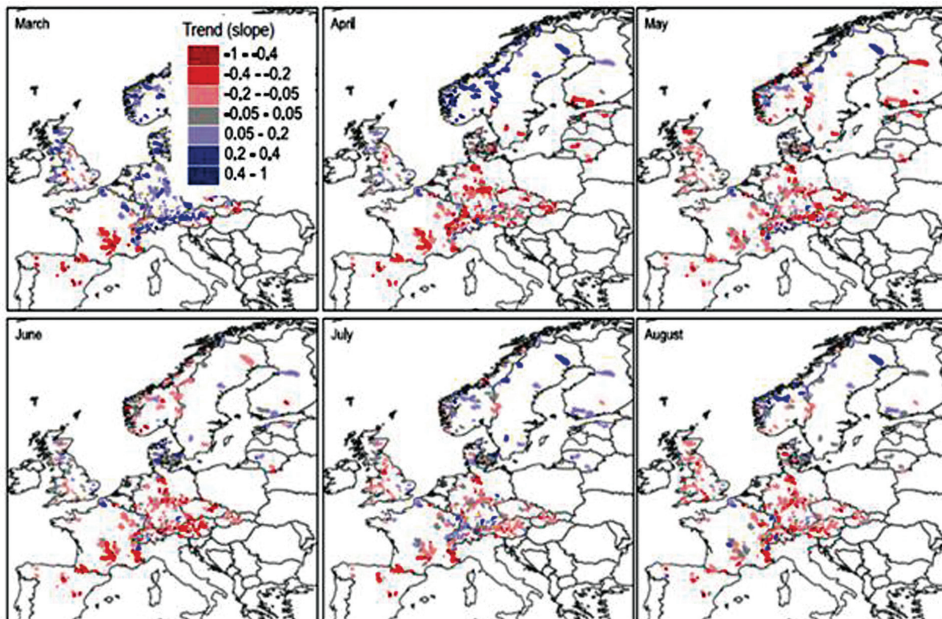 March
Trend (slope)
-1 - -0.4
-0.4 - -0.2
-0.2 - -0.05
-0.05 - 0.05
0.05 - 0.2
0.2 - 0.4
0.4 - 1
April
May
June
July
August